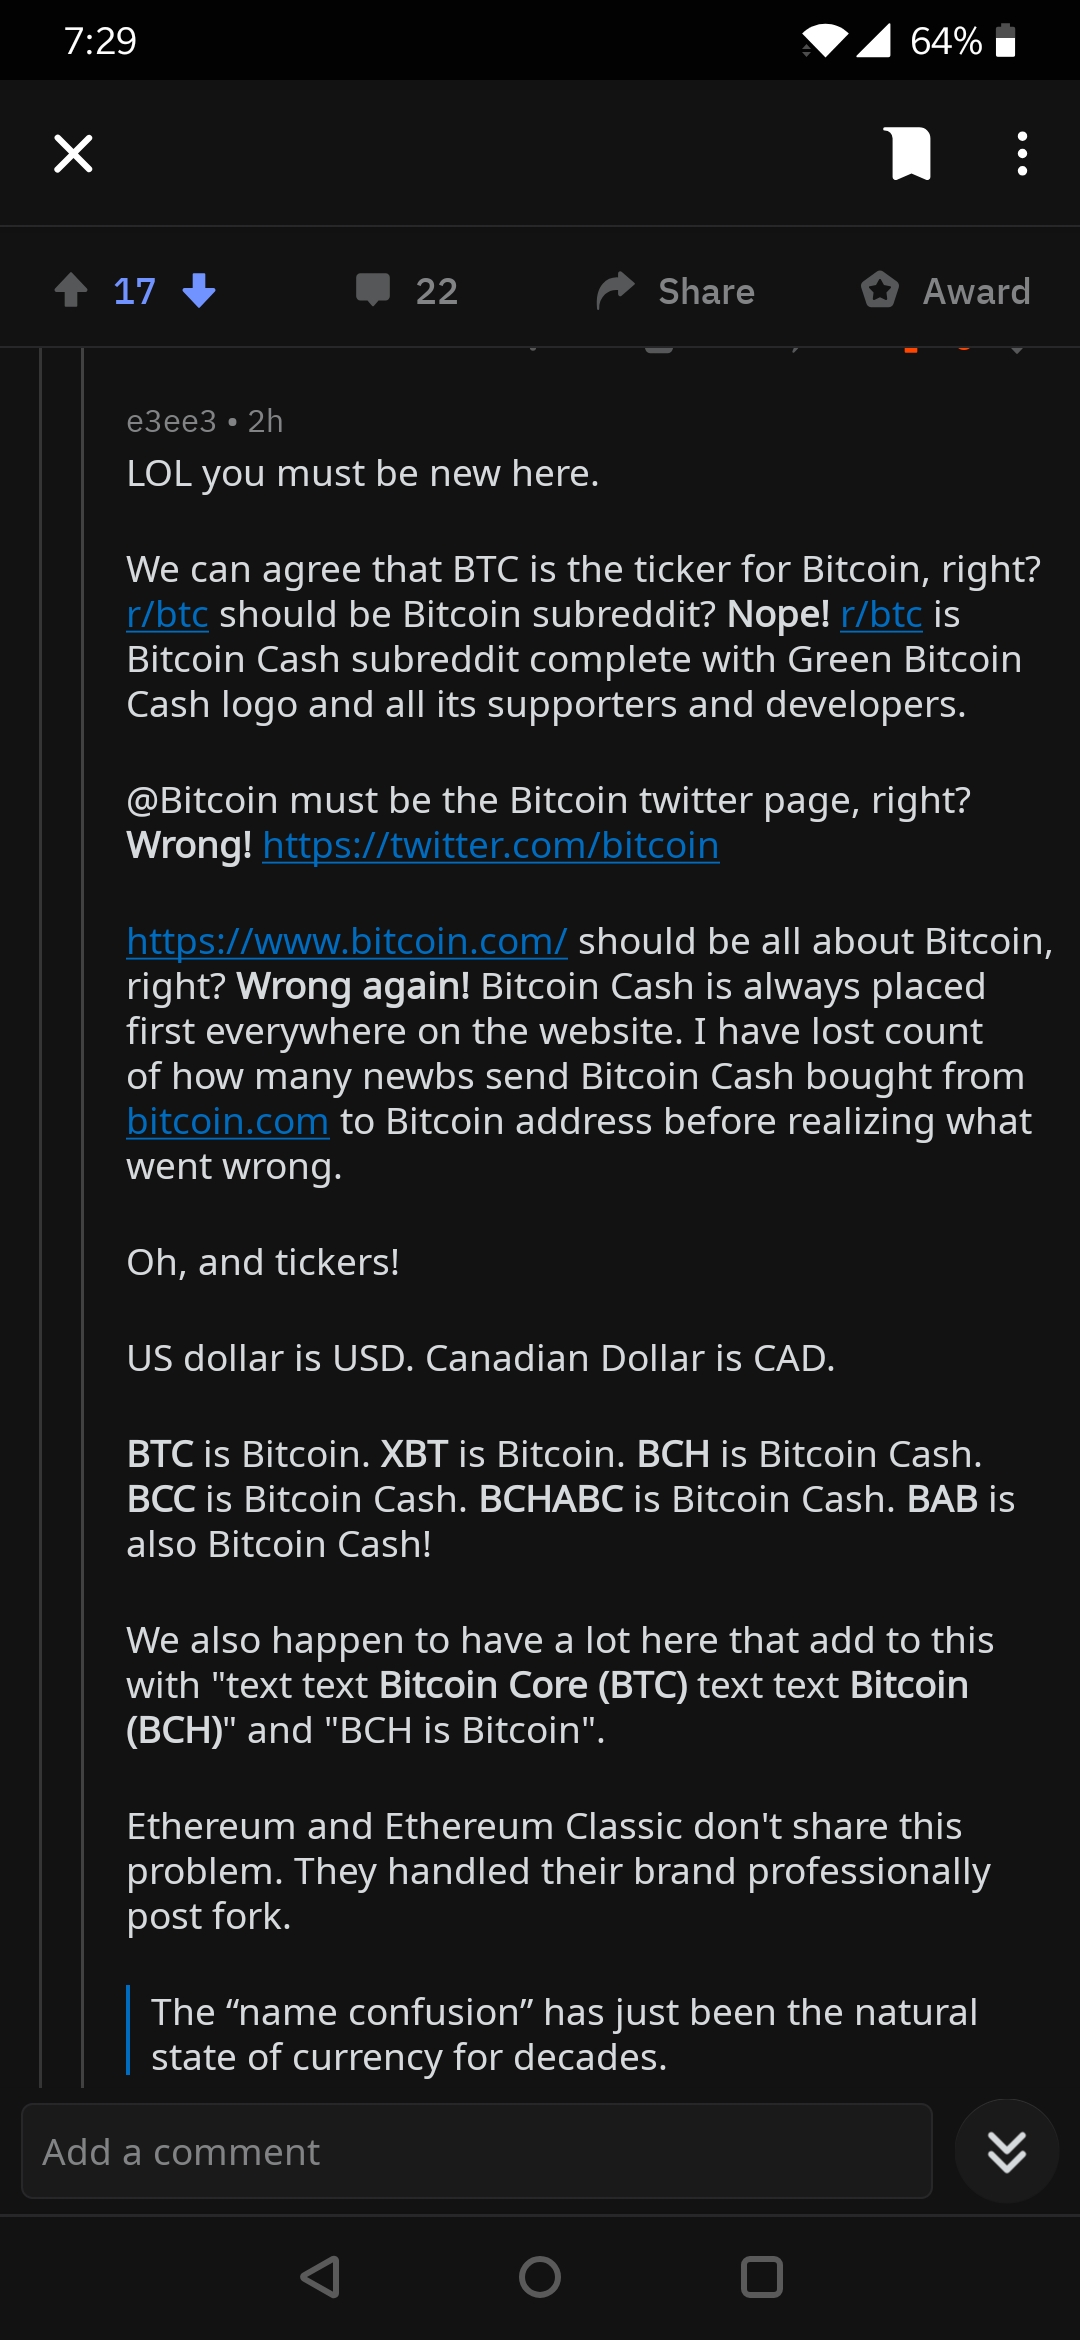 7:29
64%
17
22
Share
Award
e3ee3 • 2h
LOL you must be new here.
We can agree that BTC is the ticker for Bitcoin, right?
r/btc should be Bitcoin subreddit? Nope! r/btc is
Bitcoin Cash subreddit complete with Green Bitcoin
Cash logo and all its supporters and developers.
@Bitcoin must be the Bitcoin twitter page, right?
Wrong! https://twitter.com/bitcoin
https://www.bitcoin.com/ should be all about Bitcoin,
right? Wrong again! Bitcoin Cash is always placed
first everywhere on the website. I have lost count
of how many newbs send Bitcoin Cash bought from
bitcoin.com to Bitcoin address before realizing what
went wrong.
Oh, and tickers!
US dollar is USD. Canadian Dollar is CAD.
BTC is Bitcoin. XBT is Bitcoin. BCH is Bitcoin Cash.
BCC is Bitcoin Cash. BCHABC is Bitcoin Cash. BAB is
also Bitcoin Cash!
We also happen to have a lot here that add to this
with "text text Bitcoin Core (BTC) text text Bitcoin
(BCH)" and "BCH is Bitcoin".
Ethereum and Ethereum Classic don't share this
problem. They handled their brand professionally
post fork.
The “name confusion” has just been the natural
state of currency for decades.
Add a comment